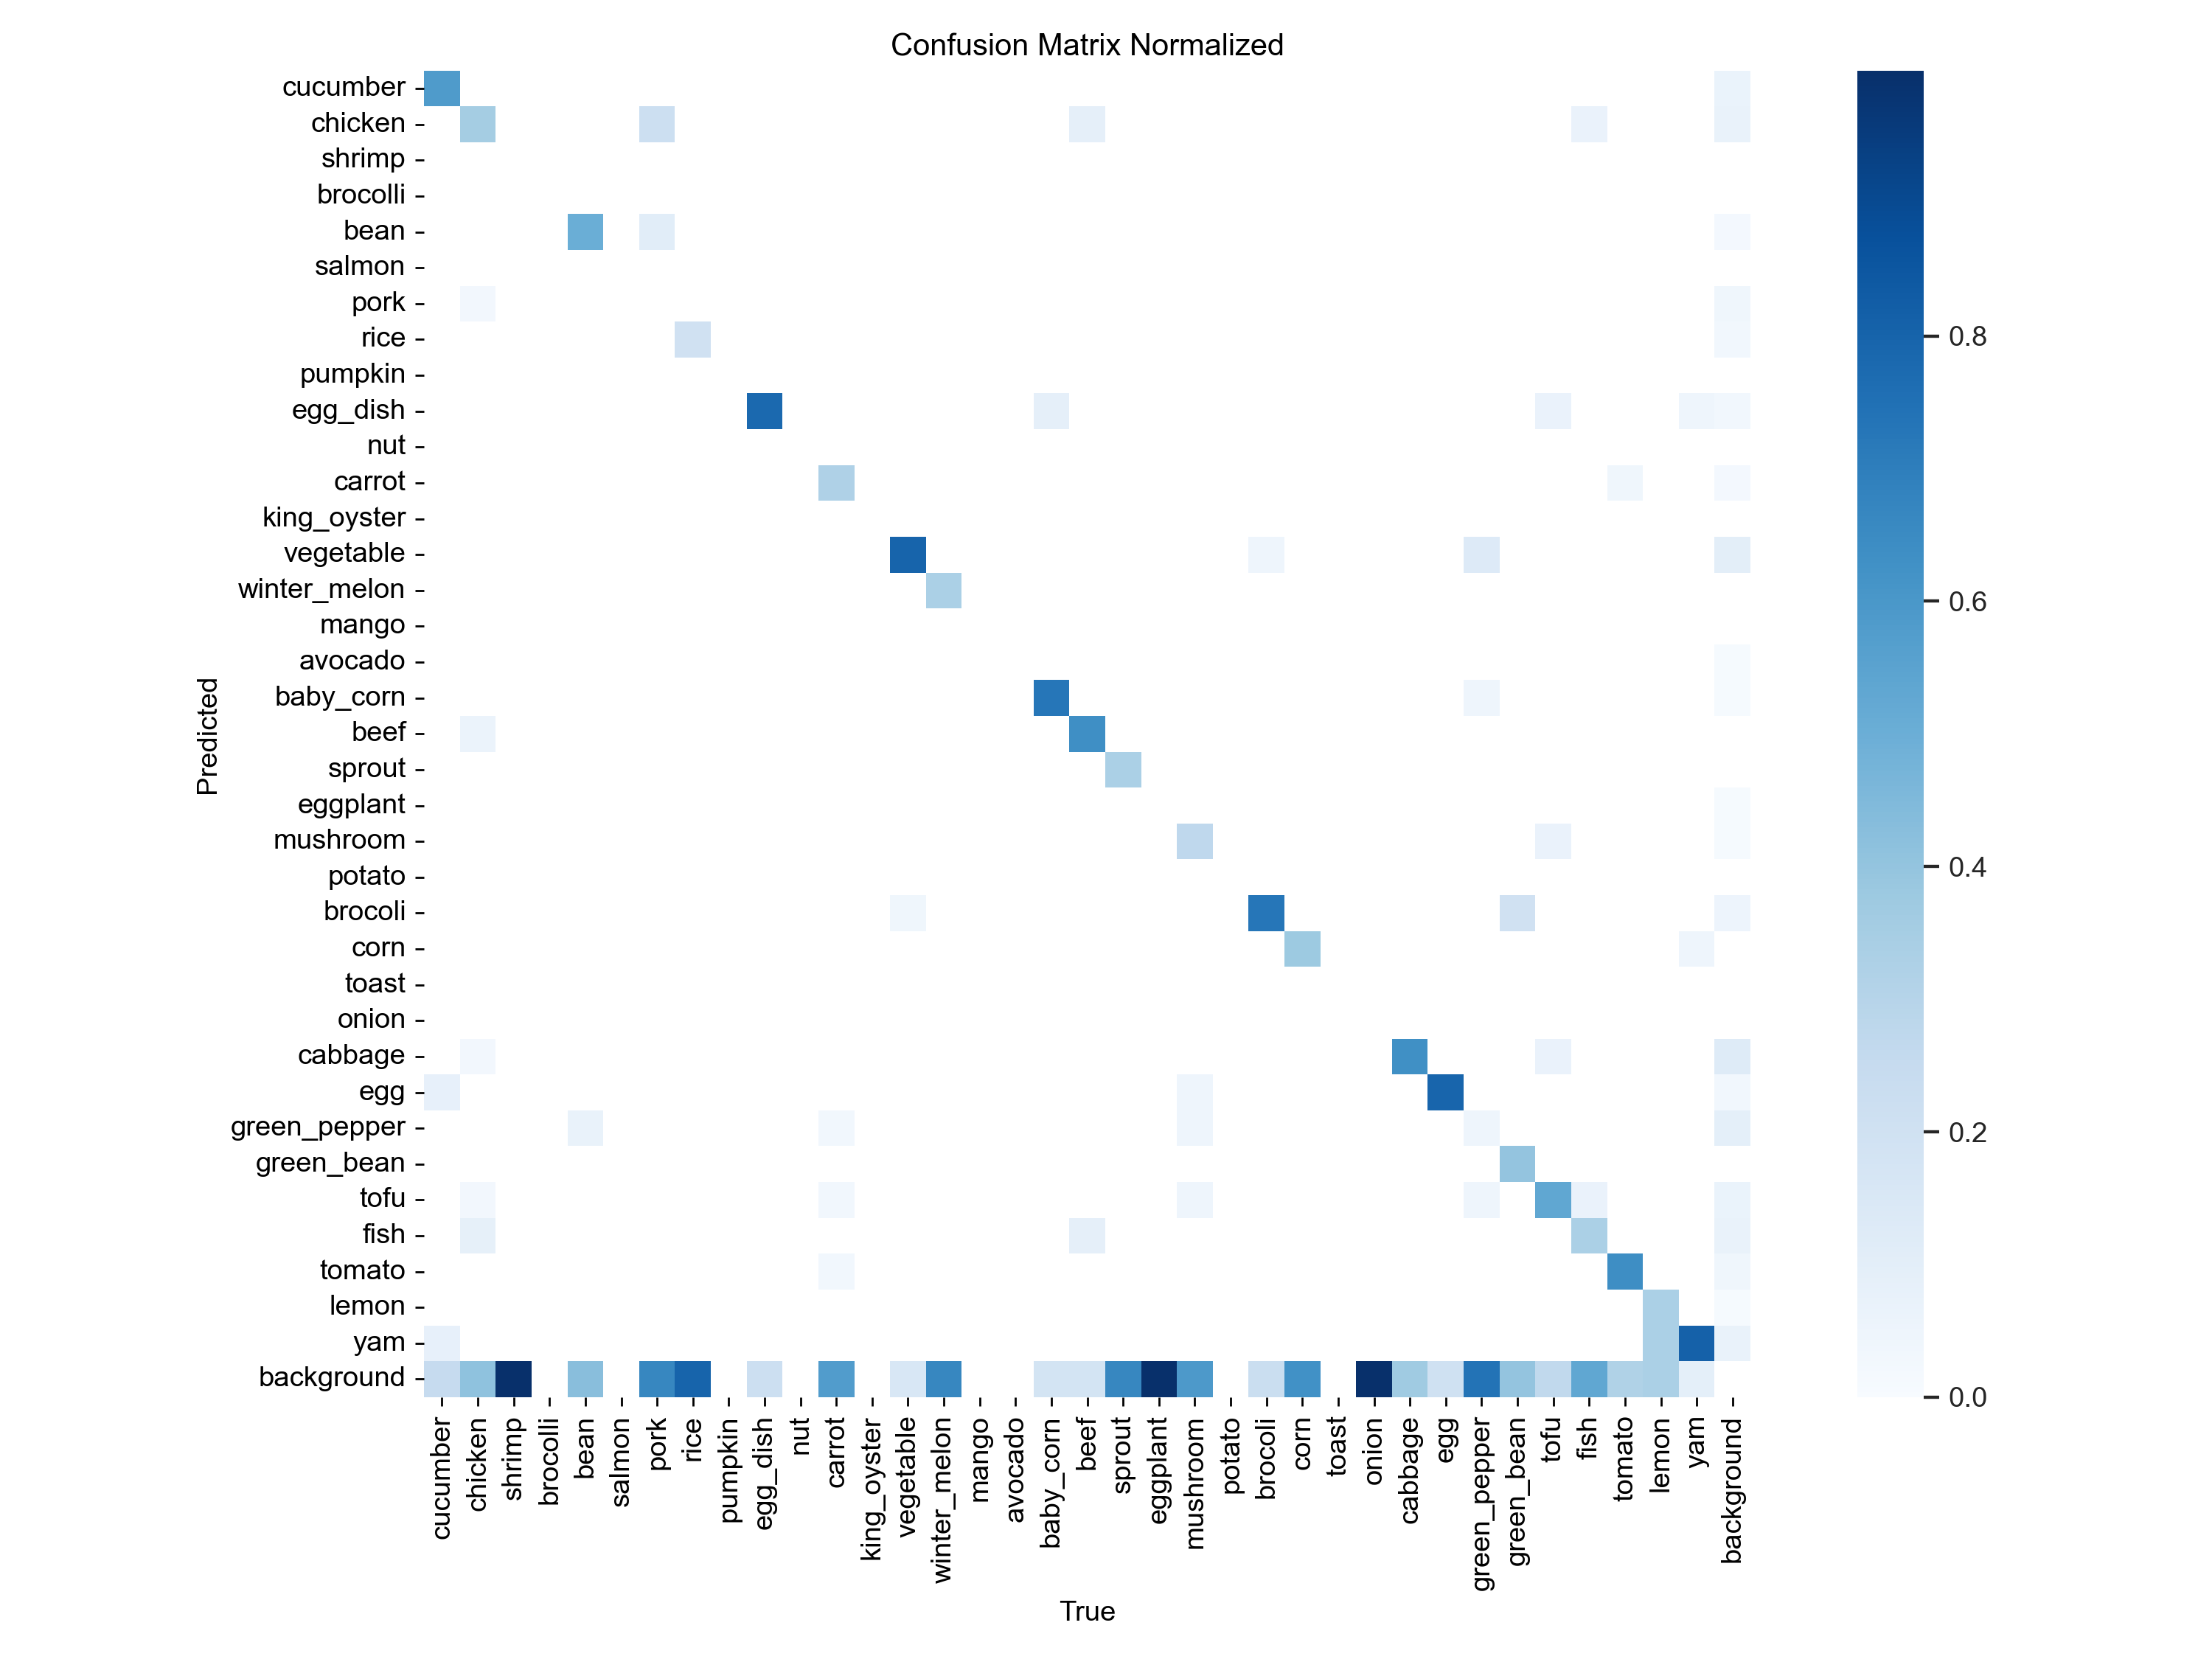 Confusion Matrix Normalized
cucumber
chicken
shrimp
brocolli
bean
salmon
pork
rice
pumpkin
egg_dish
nut
carrot
king_oyster
vegetable
winter_melon
mango
avocado
baby_corn
beef
sprout
eggplant
mushroom
potato
brocoli
corn
toast
onion
cabbage
egg
green_pepper
green_bean
tofu
fish
tomato
lemon
yam
background
Predicted
cucumber
chicken
shrimp
brocolli
bean
salmon
pork
rice
pumpkin
egg_dish
nut
carrot
king_oyster
vegetable
winter_melon
mango
avocado
baby_corn
beef
sprout
eggplant
mushroom
potato
brocoli
corn
toast
onion
cabbage
egg
green_pepper
green_bean
tofu
fish
tomato
lemon
yam
background
True
0.8
0.6
0.4
0.2
0.0